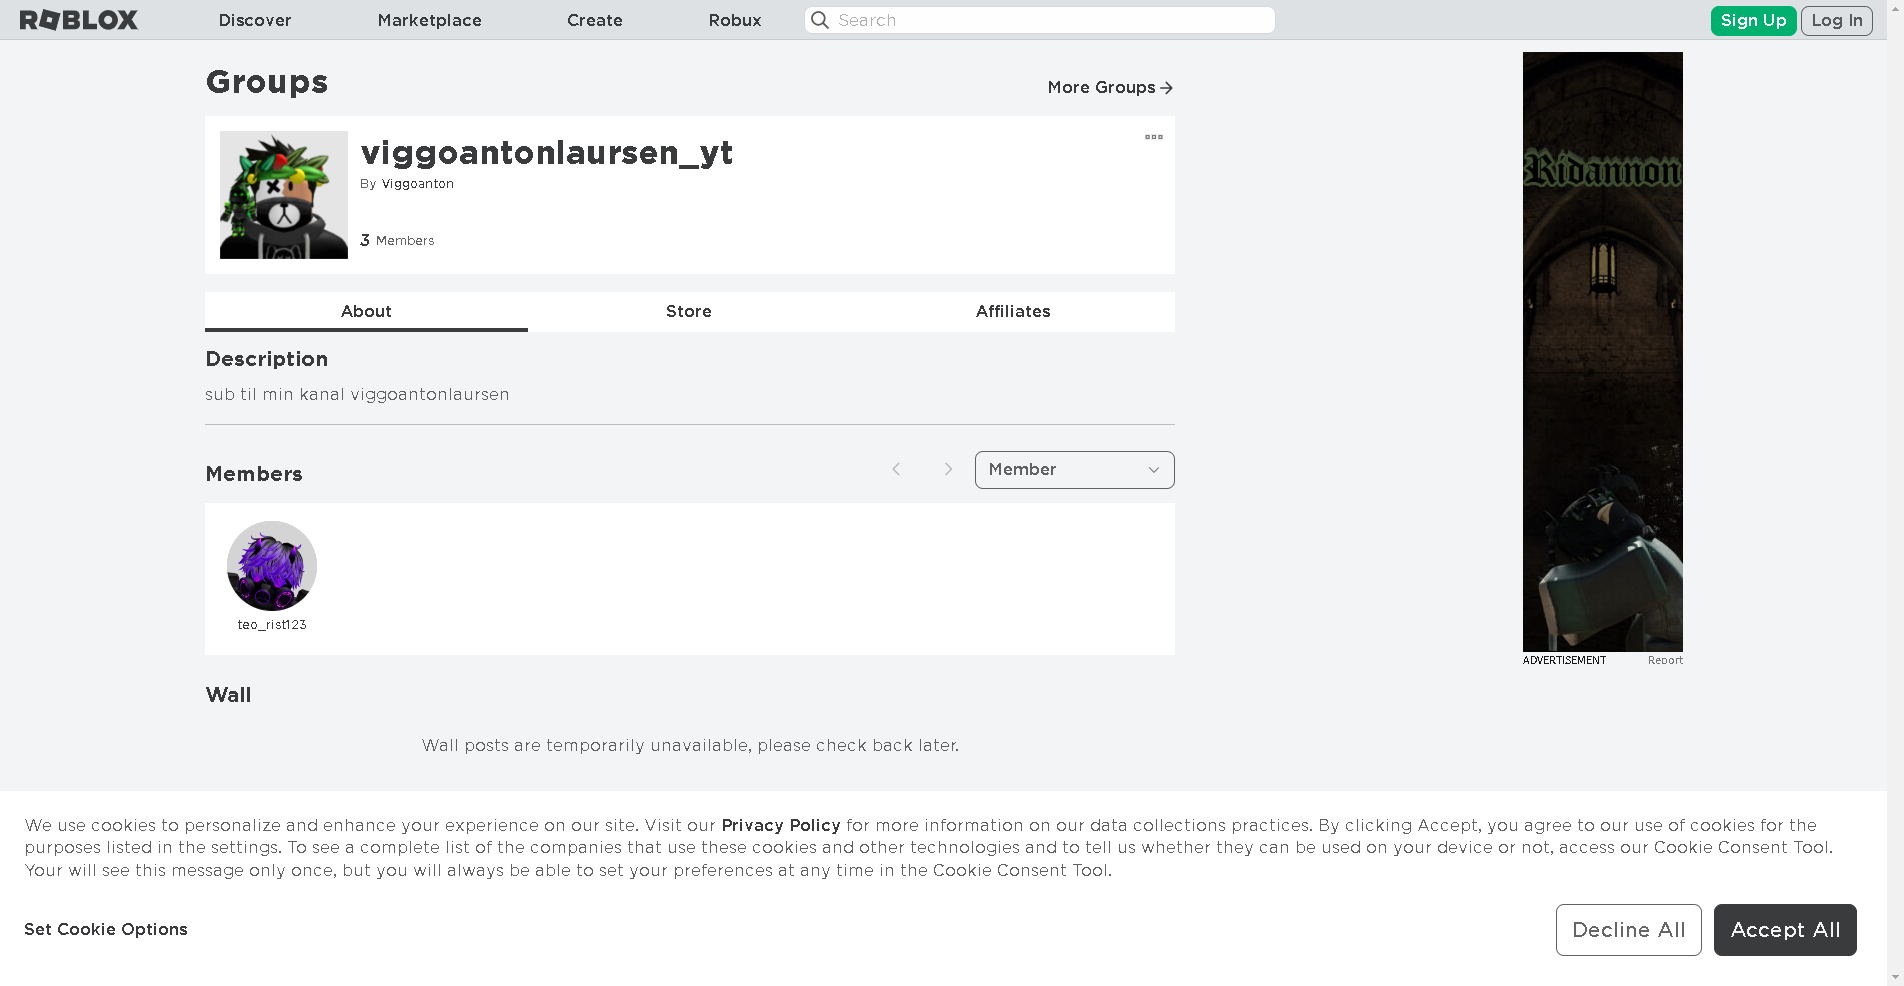 ROBLOX Discover Marketplace Create Robux Search Sign Up Log In
Groups
More Groups
viggoantonlaursen_yt
By Viggoanton
3 Members
About Store Affiliates
Description
sub til min kanal viggoantonlaursen
Members
Member
teo_rist123
Ridannon
ADVERTISEMENT Report
Wall
Wall posts are temporarily unavailable, please check back later.
We use cookies to personalize and enhance your experience on our site. Visit our Privacy Policy for more information on our data collections practices. By clicking Accept, you agree to our use of cookies for the
purposes listed in the settings. To see a complete list of the companies that use these cookies and other technologies and to tell us whether they can be used on your device or not, access our Cookie Consent Tool.
Your will see this message only once, but you will always be able to set your preferences at any time in the Cookie Consent Tool.
Set Cookie Options
Decline All Accept All